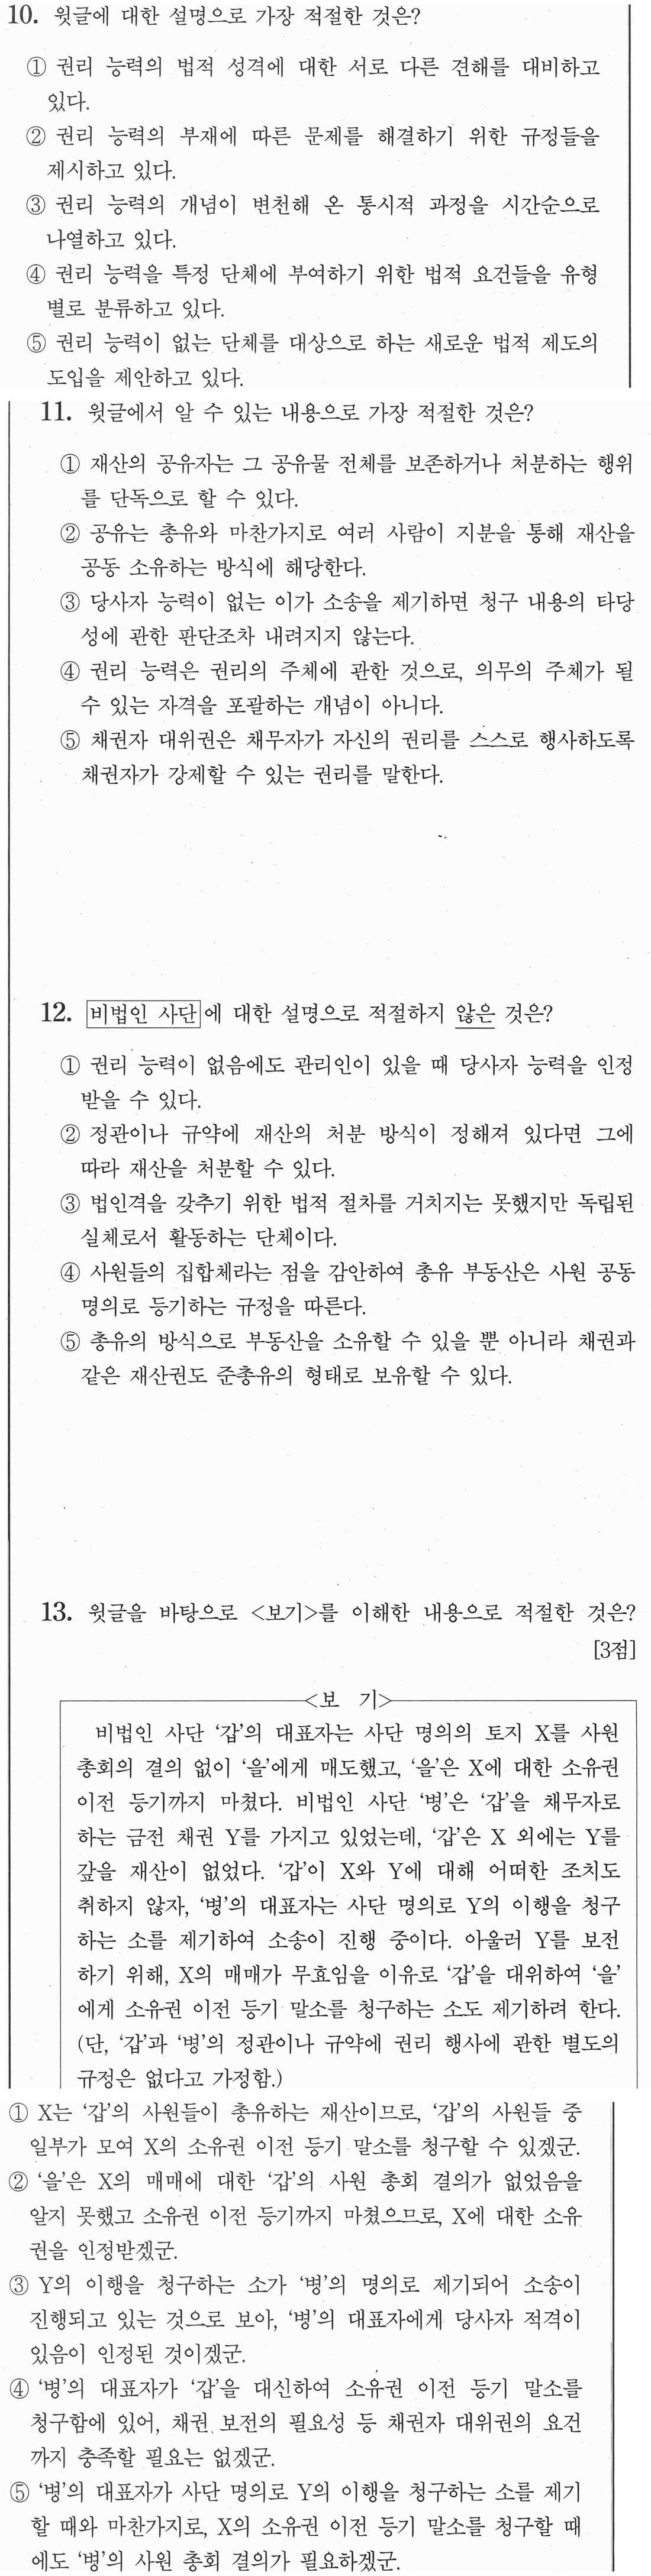 10. 윗글에 대한 설명으로 가장 적절한 것은?
① 권리 능력의 법적 성격에 대한 서로 다른 견해를 대비하고
있다.
② 권리 능력의 부재에 따른 문제를 해결하기 위한 규정들을
제시하고 있다.
③ 권리 능력의 개념이 변천해 온 통시적 과정을 시간순으로
나열하고 있다.
④ 권리 능력을 특정 단체에 부여하기 위한 법적 요건들을 유형
별로 분류하고 있다.
⑤ 권리 능력이 없는 단체를 대상으로 하는 새로운 법적 제도의
도입을 제안하고 있다.
11. 윗글에서 알 수 있는 내용으로 가장 적절한 것은?
① 재산의 공유자는 그 공유물 전체를 보존하거나 처분하는 행위
를 단독으로 할 수 있다.
② 공유는 총유와 마찬가지로 여러 사람이 지분을 통해 재산을
공동 소유하는 방식에 해당한다.
③ 당사자 능력이 없는 이가 소송을 제기하면 청구 내용의 타당
성에 관한 판단조차 내려지지 않는다.
④ 권리 능력은 권리의 주체에 관한 것으로, 의무의 주체가 될
수 있는 자격을 포괄하는 개념이 아니다.
⑤ 채권자 대위권은 채무자가 자신의 권리를 스스로 행사하도록
채권자가 강제할 수 있는 권리를 말한다.
12. 비법인 사단에 대한 설명으로 적절하지 않은 것은?
① 권리 능력이 없음에도 관리인이 있을 때 당사자 능력을 인정
받을 수 있다.
② 정관이나 규약에 재산의 처분 방식이 정해져 있다면 그에
따라 재산을 처분할 수 있다.
③ 법인격을 갖추기 위한 법적 절차를 거치지는 못했지만 독립된
실체로서 활동하는 단체이다.
④ 사원들의 집합체라는 점을 감안하여 총유 부동산은 사원 공동
명의로 등기하는 규정을 따른다.
⑤ 총유의 방식으로 부동산을 소유할 수 있을 뿐 아니라 채권과
같은 재산권도 준총유의 형태로 보유할 수 있다.
13. 윗글을 바탕으로 <보기>를 이해한 내용으로 적절한 것은?
[3점]
<보 기>
비법인 사단 ‘갑’의 대표자는 사단 명의의 토지 X를 사원
총회의 결의 없이 ‘을’에게 매도했고, ‘을’은 X에 대한 소유권
이전 등기까지 마쳤다. 비법인 사단 ‘병’은 ‘갑’을 채무자로
하는 금전 채권 Y를 가지고 있었는데, ‘갑’은 X 외에는 Y를
갚을 재산이 없었다. ‘갑’이 X와 Y에 대해 어떠한 조치도
취하지 않자, ‘병’의 대표자는 사단 명의로 Y의 이행을 청구
하는 소를 제기하여 소송이 진행 중이다. 아울러 Y를 보전
하기 위해, X의 매매가 무효임을 이유로 ‘갑’을 대위하여 ‘을’
에게 소유권 이전 등기 말소를 청구하는 소도 제기하려 한다.
(단, ‘갑’과 ‘병’의 정관이나 규약에 권리 행사에 관한 별도의
규정은 없다고 가정함.)
① X는 ‘갑’의 사원들이 총유하는 재산이므로, ‘갑’의 사원들 중
일부가 모여 X의 소유권 이전 등기 말소를 청구할 수 있겠군.
② ‘을’은 X의 매매에 대한 ‘갑’의 사원 총회 결의가 없었음을
알지 못했고 소유권 이전 등기까지 마쳤으므로, X에 대한 소유
권을 인정받겠군.
③ Y의 이행을 청구하는 소가 ‘병’의 명의로 제기되어 소송이
진행되고 있는 것으로 보아, ‘병’의 대표자에게 당사자 적격이
있음이 인정된 것이겠군.
④ ‘병’의 대표자가 ‘갑’을 대신하여 소유권 이전 등기 말소를
청구함에 있어, 채권 보전의 필요성 등 채권자 대위권의 요건
까지 충족할 필요는 없겠군.
⑤ ‘병’의 대표자가 사단 명의로 Y의 이행을 청구하는 소를 제기
할 때와 마찬가지로, X의 소유권 이전 등기 말소를 청구할 때
에도 ‘병’의 사원 총회 결의가 필요하겠군.